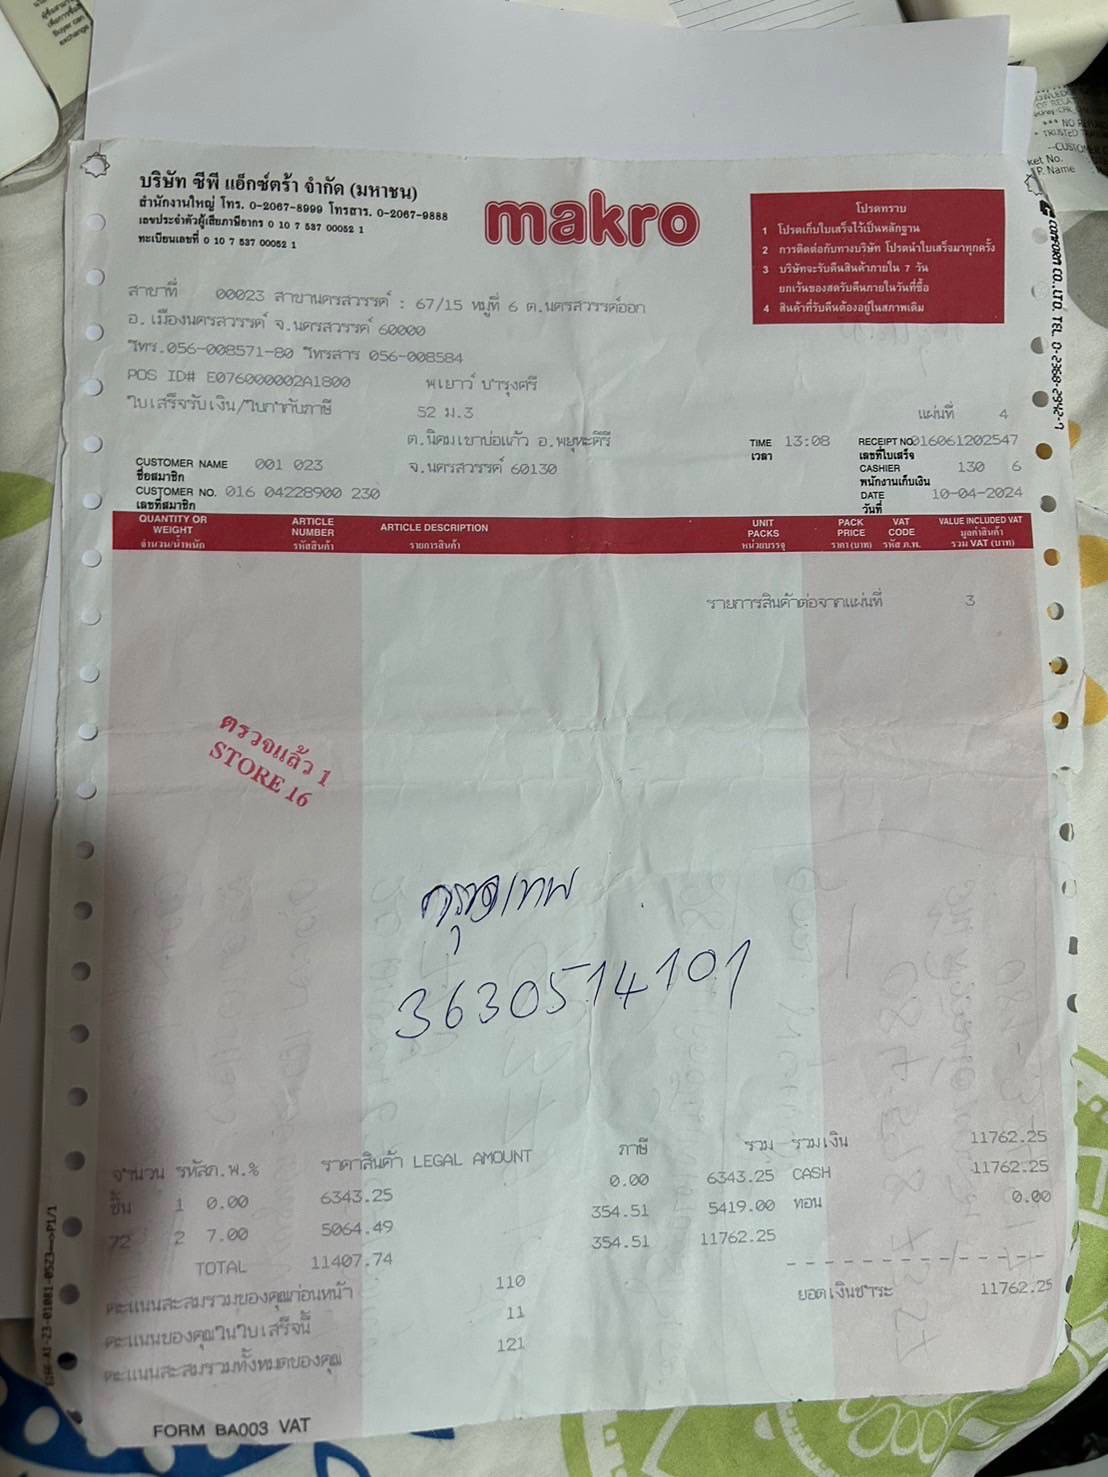 บริษัท ซีพี แอ็กซ์ตร้า จำกัด (มหาชน)
สำนักงานใหญ่ โทร. 0-2067-8999 โทรสาร. 0-2067-9888
เลขประจำตัวผู้เสียภาษีอากร 0 10 7 537 00052 1
ทะเบียนเลขที่ 0 10 7 537 00052 1
makro
โปรดทราบ
1 โปรดเก็บใบเสร็จไว้เป็นหลักฐาน
2 การติดต่อกับทางบริษัท โปรดนำใบเสร็จมาทุกครั้ง
3 บริษัทจะรับคืนสินค้าภายใน 7 วัน
ยกเว้นของสดรับคืนภายในวันที่ซื้อ
4 สินค้าที่รับคืนต้องอยู่ในสภาพเดิม
สาขาที่ 00023 สาขานครสวรรค์ : 67/15 หมู่ที่ 6 ต.นครสวรรค์ออก
อ. เมืองนครสวรรค์ จ.นครสวรรค์ 60000
โทร.056-008571-80 โทรสาร 056-008584
POS ID# E076000002A1800 พเยาว์ บำรุงศรี
ใบเสร็จรับเงิน/ใบกำกับภาษี 52 ม.3 แผ่นที่ 4
ต.นิคมเขาบ่อแก้ว อ.พยุหะคีรี TIME 13:08 RECEIPT NO. 016061202547
เวลา เลขที่ใบเสร็จ
CUSTOMER NAME 001 023 จ.นครสวรรค์ 60130 CASHIER 130 6
ชื่อสมาชิก พนักงานเก็บเงิน
CUSTOMER NO. 016 04228900 230 DATE 10-04-2024
เลขที่สมาชิก วันที่
QUANTITY OR WEIGHT ARTICLE NUMBER ARTICLE DESCRIPTION UNIT PACKS PACK PRICE VAT CODE VALUE INCLUDED VAT
จำนวน/น้ำหนัก รหัสสินค้า รายการสินค้า หน่วยบรรจุ ราคา (บาท) รหัส ภ.พ. มูลค่าสินค้า รวม VAT (บาท)
รายการสินค้าต่อจากแผ่นที่ 3
ตรวจแล้ว 1
STORE 16
กรุงเทพ
3630514101
จำนวน รหัสภ.พ.% ราคาสินค้า LEGAL AMOUNT ภาษี รวม รวมเงิน 11762.25
ชิ้น 1 0.00 6343.25 0.00 6343.25 CASH 11762.25
72 2 7.00 5064.49 354.51 5419.00 ทอน 0.00
TOTAL 11407.74 354.51 11762.25
คะแนนสะสมรวมของคุณก่อนหน้า 110 ยอดเงินชำระ 11762.25
คะแนนของคุณในใบเสร็จนี้ 11
คะแนนสะสมรวมทั้งหมดของคุณ 121
FORM BA003 VAT